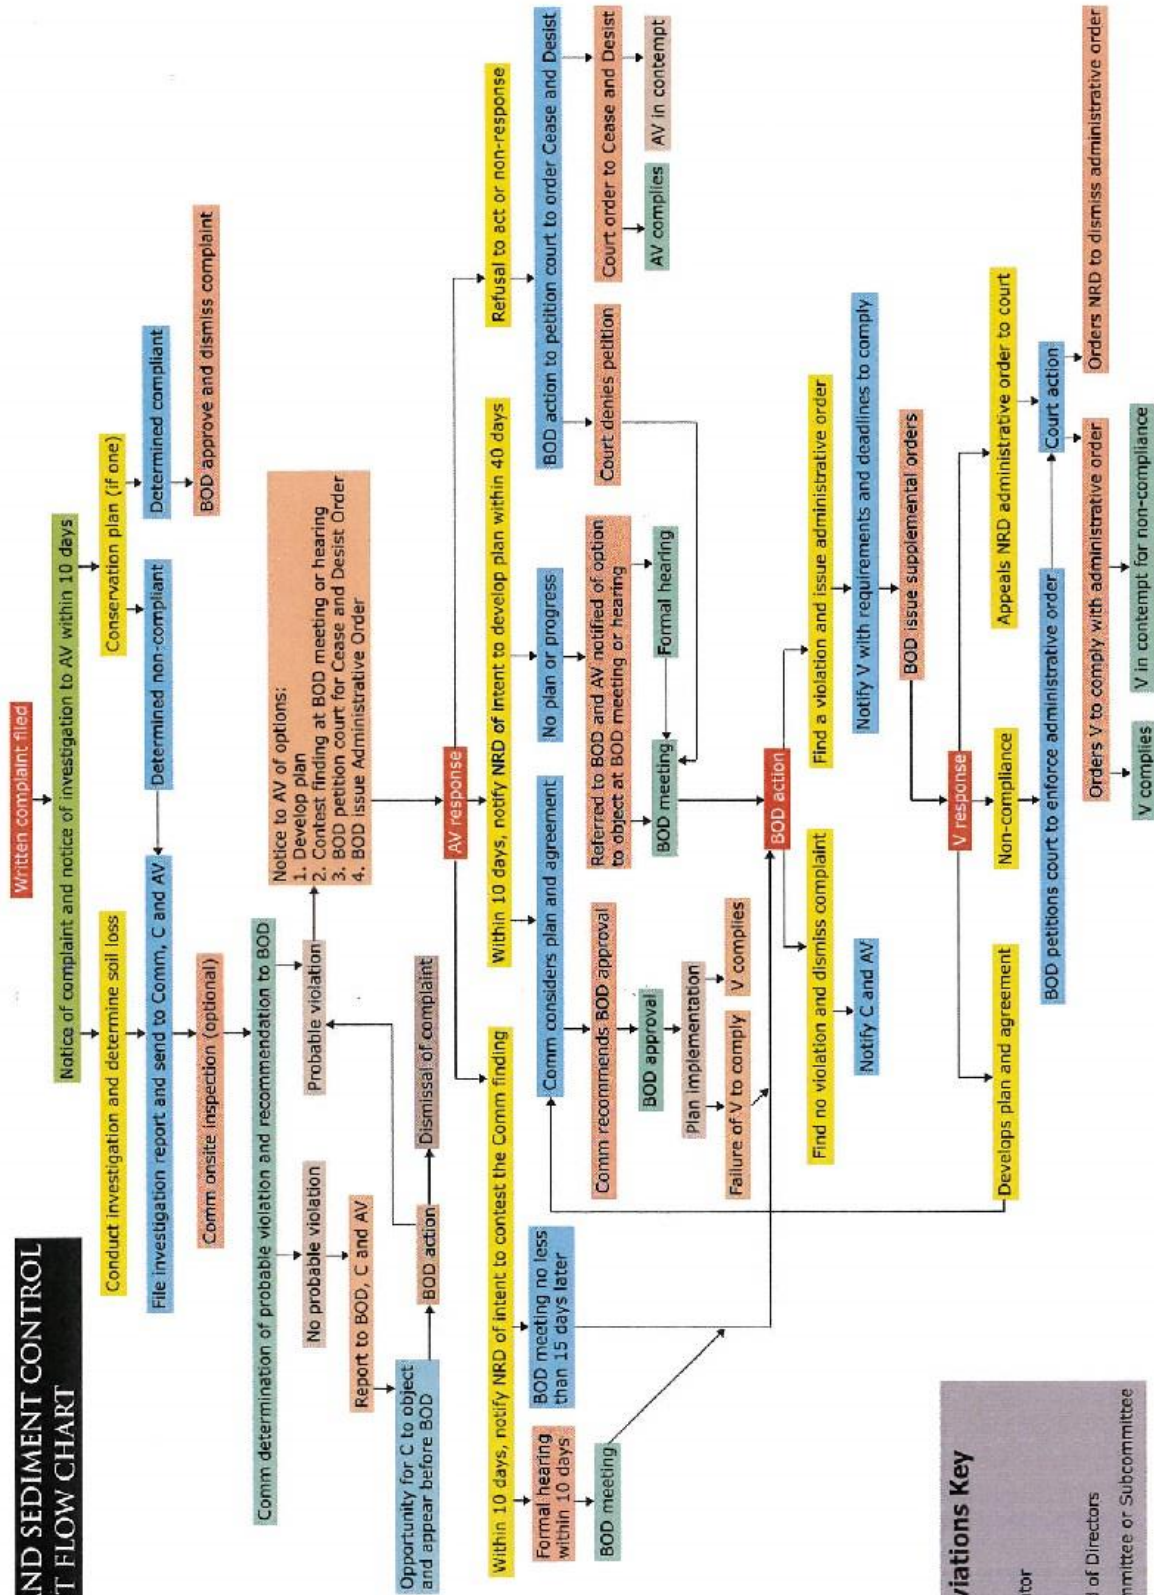 AND SEDIMENT CONTROL
FLOW CHART
Written complaint filed
Notice of complaint and notice of investigation to AV within 10 days
Conduct investigation and determine soil loss
Conservation plan (if one)
File investigation report and send to Comm, C and AV
Determined non-compliant
Determined compliant
Comm onsite inspection (optional)
BOD approve and dismiss complaint
Comm determination of probable violation and recommendation to BOD
No probable violation
Probable violation
Notice to AV of options:
1. Develop plan
2. Contest finding at BOD meeting or hearing
3. BOD petition court for Cease and Desist Order
4. BOD issue Administrative Order
Report to BOD, C and AV
Opportunity for C to object
and appear before BOD
BOD action
Dismissal of complaint
AV response
Within 10 days, notify NRD of intent to contest the Comm finding
Within 10 days, notify NRD of intent to develop plan within 40 days
Refusal to act or non-response
Formal hearing
within 10 days
BOD meeting no less
than 15 days later
Comm considers plan and agreement
No plan or progress
BOD action to petition court to order Cease and Desist
BOD meeting
Comm recommends BOD approval
Referred to BOD and AV notified of option
to object at BOD meeting or hearing
Court denies petition
Court order to Cease and Desist
BOD approval
BOD meeting
Formal hearing
AV complies
AV in contempt
Plan implementation
Failure of V to comply
V complies
BOD action
Find no violation and dismiss complaint
Find a violation and issue administrative order
Notify C and AV
Notify V with requirements and deadlines to comply
BOD issue supplemental orders
V response
Develops plan and agreement
Non-compliance
Appeals NRD administrative order to court
BOD petitions court to enforce administrative order
Court action
Orders V to comply with administrative order
Orders NRD to dismiss administrative order
V complies
V in contempt for non-compliance
Key
of Directors
or Subcommittee